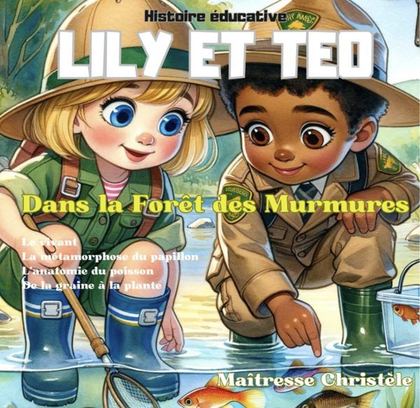 Histoire éducative
LILY ET TEO
Dans la Forêt des Murmures
Le vivant
La métamorphose du papillon
L'anatomie du poisson
De la graine à la plante
Maîtresse Christèle